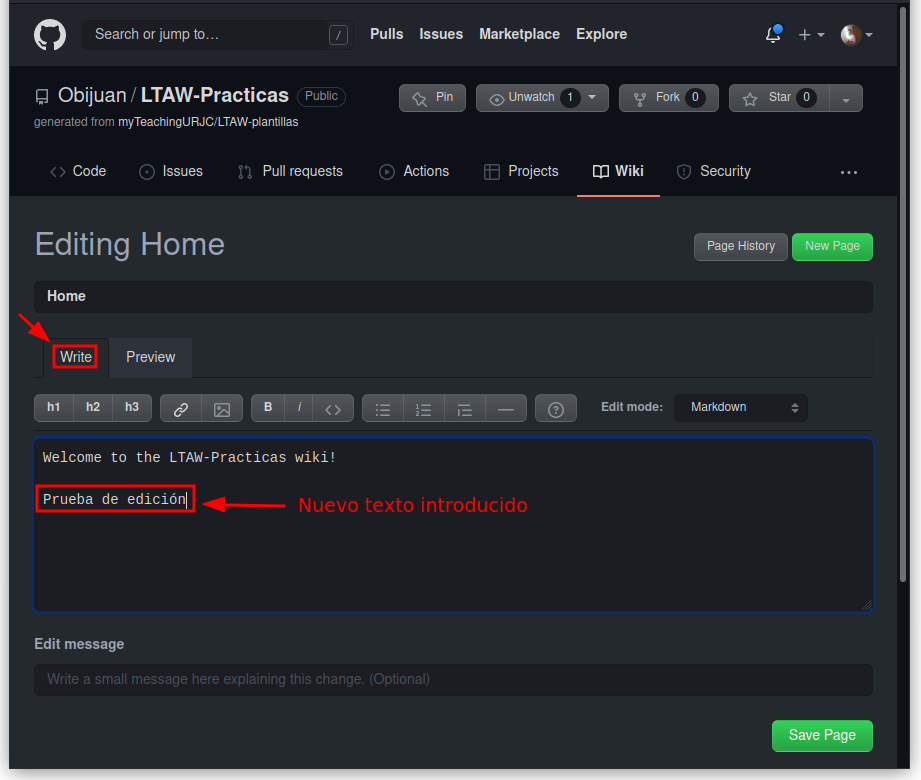 Search or jump to… /
Pulls Issues Marketplace Explore
Obijuan / LTAW-Practicas Public
Pin Unwatch 1 Fork 0 Star 0
generated from myTeachingURJC/LTAW-plantillas
Code Issues Pull requests Actions Projects Wiki Security
Editing Home
Page History New Page
Home
Write Preview
h1 h2 h3 B i Edit mode: Markdown
Welcome to the LTAW-Practicas wiki!
Prueba de edición
Nuevo texto introducido
Edit message
Write a small message here explaining this change. (Optional)
Save Page